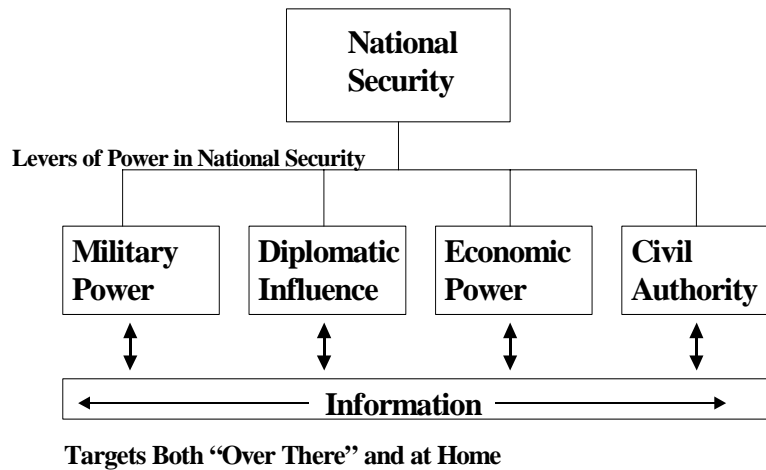 National
Security
Levers of Power in National Security
Military
Power
Diplomatic
Influence
Economic
Power
Civil
Authority
Information
Targets Both “Over There” and at Home